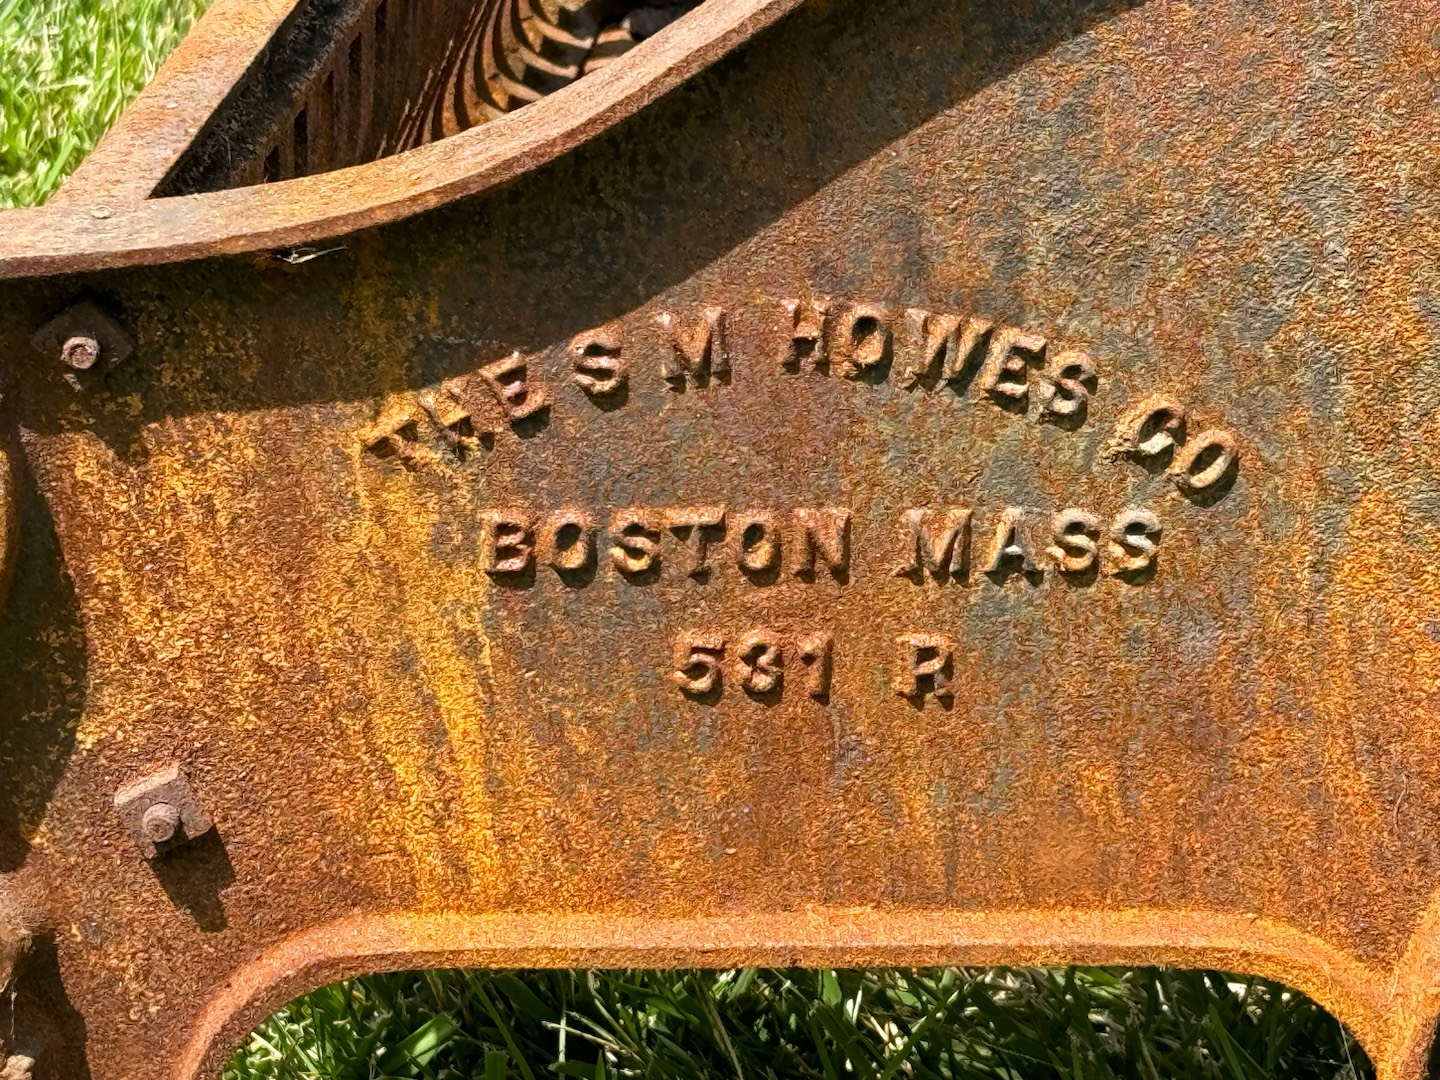 THE S M HOWES CO
BOSTON MASS
531 R